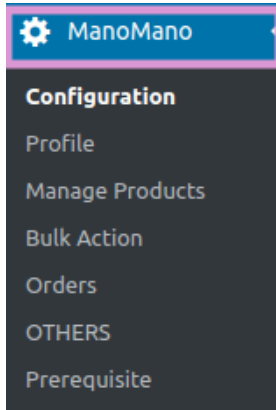 ManoMano
Configuration
Profile
Manage Products
Bulk Action
Orders
OTHERS
Prerequisite